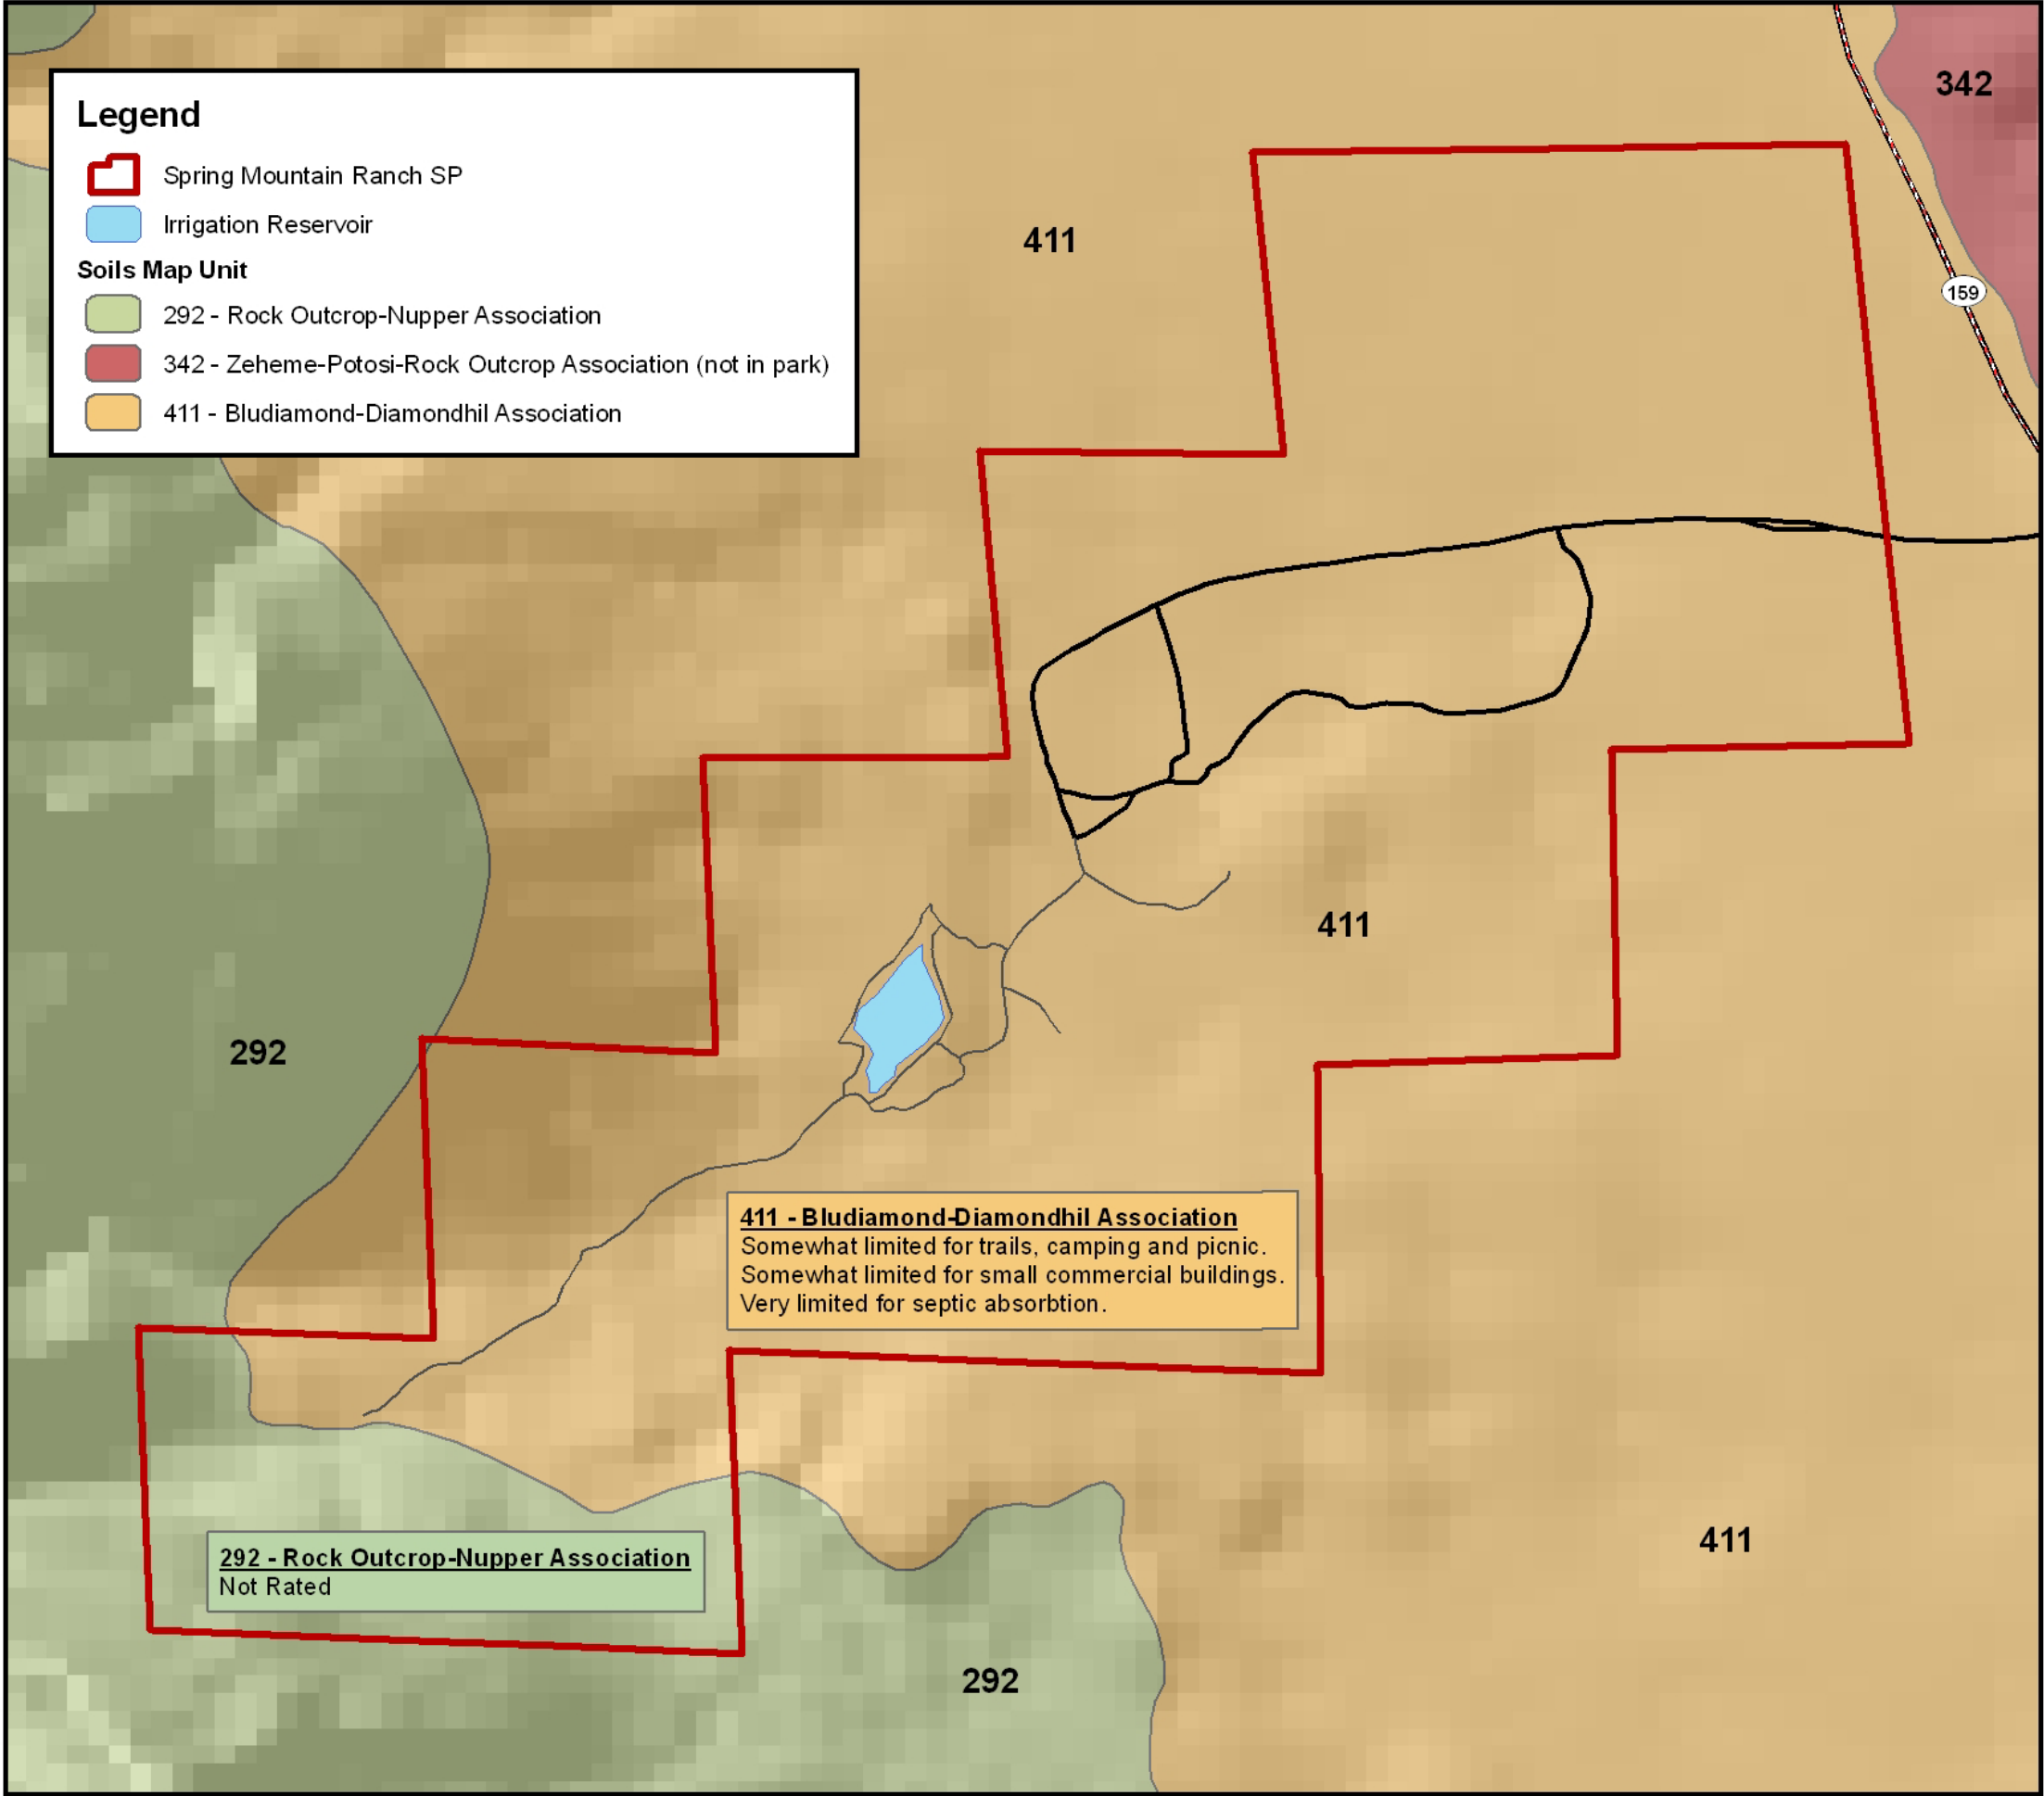 342
Legend
Spring Mountain Ranch SP
Irrigation Reservoir
Soils Map Unit
292 - Rock Outcrop-Nupper Association
342 - Zeheme-Potosi-Rock Outcrop Association (not in park)
411 - Bludiamond-Diamondhil Association
411
159
411
292
411 - Bludiamond-Diamondhil Association
Somewhat limited for trails, camping and picnic.
Somewhat limited for small commercial buildings.
Very limited for septic absorbtion.
411
292 - Rock Outcrop-Nupper Association
Not Rated
292